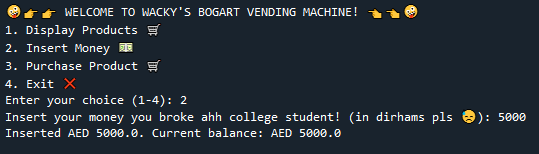 🤪👉👉 WELCOME TO WACKY'S BOGART VENDING MACHINE! 👈👈🤪
1. Display Products 🛒
2. Insert Money 💵
3. Purchase Product 🛒
4. Exit ❌
Enter your choice (1-4): 2
Insert your money you broke ahh college student! (in dirhams pls 😓): 5000
Inserted AED 5000.0. Current balance: AED 5000.0